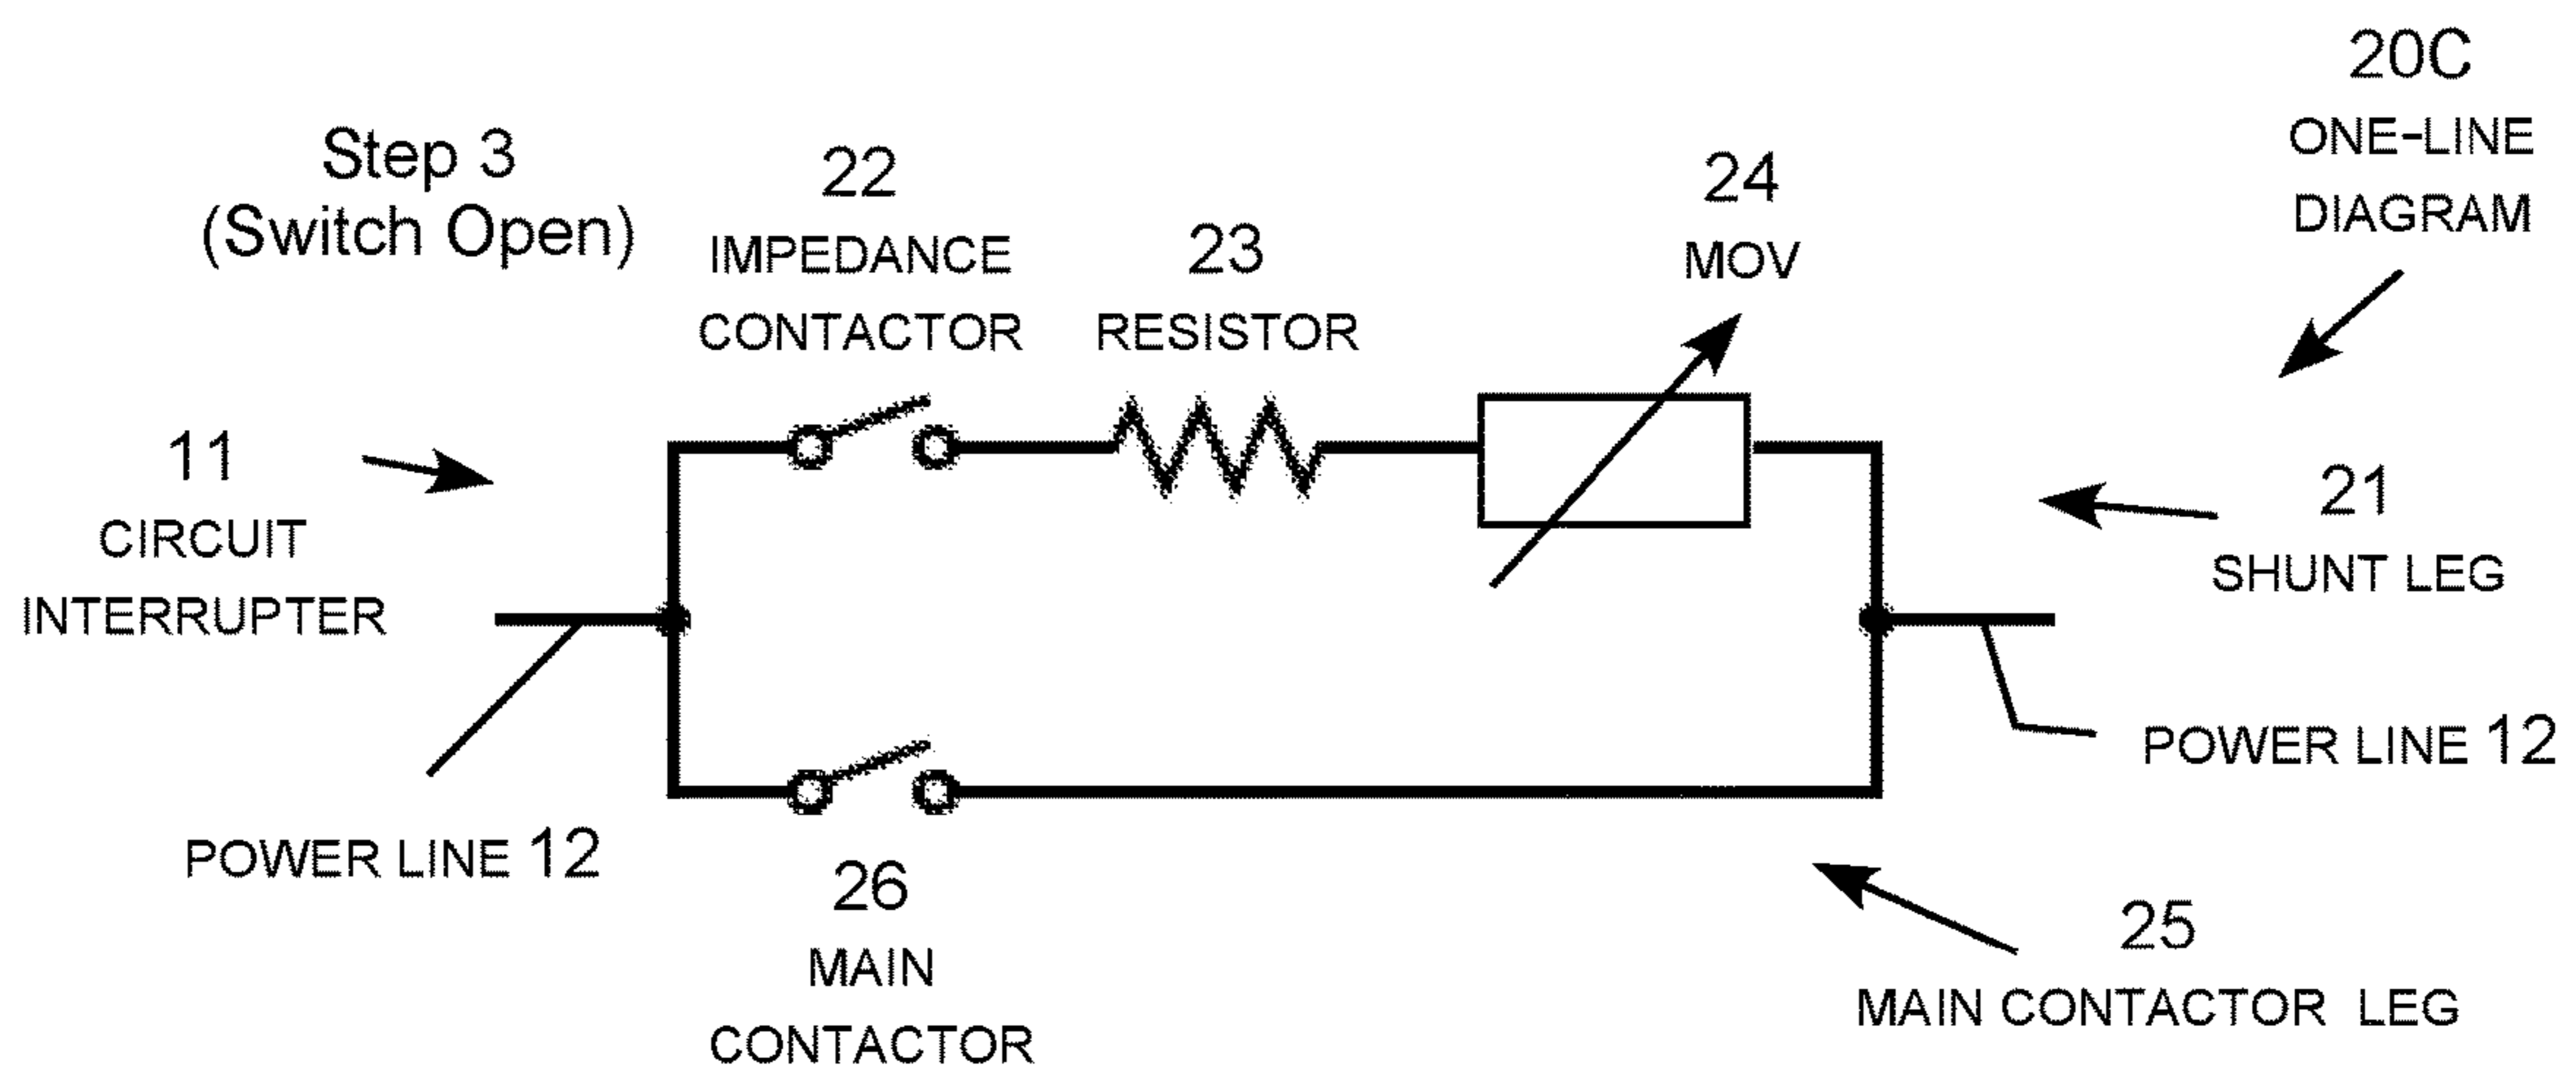 20C
ONE-LINE
DIAGRAM
Step 3
(Switch Open)
22
IMPEDANCE
CONTACTOR
23
RESISTOR
24
MOV
11
CIRCUIT
INTERRUPTER
21
SHUNT LEG
POWER LINE 12
POWER LINE 12
26
MAIN
CONTACTOR
25
MAIN CONTACTOR LEG